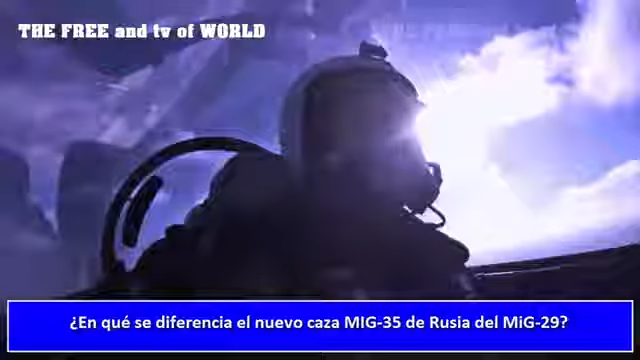 THE FREE and tv of WORLD
¿En qué se diferencia el nuevo caza MIG-35 de Rusia del MiG-29?